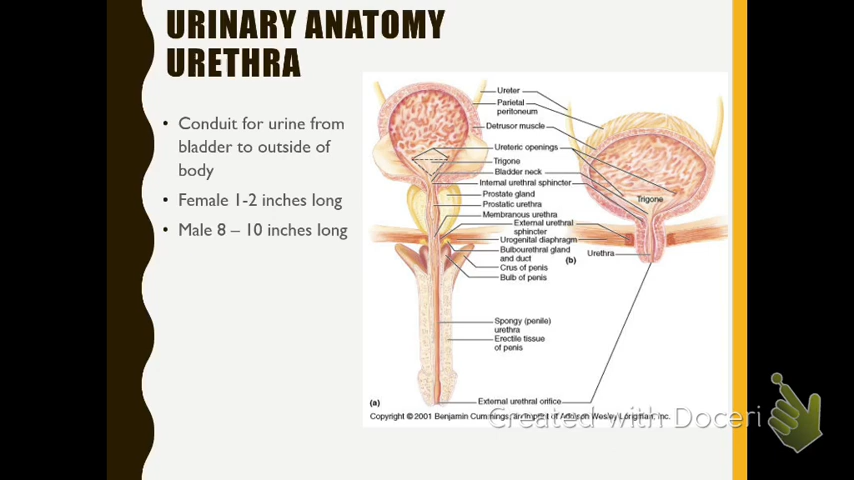 URINARY ANATOMY
URETHRA
• Conduit for urine from
bladder to outside of
body
• Female 1-2 inches long
• Male 8 – 10 inches long
Ureter
Parietal
peritoneum
Detrusor muscle
Ureteric openings
Trigone
Bladder neck
Internal urethral sphincter
Prostate gland
Prostatic urethra
Membranous urethra
External urethral
sphincter
Urogenital diaphragm
Bulbourethral gland
and duct
Crus of penis
Bulb of penis
Spongy (penile)
urethra
Erectile tissue
of penis
External urethral orifice
(a)
Trigone
Urethra
(b)
Copyright © 2001 Benjamin Cummings, an imprint of Addison Wesley Longman, Inc.
Created with Doceri